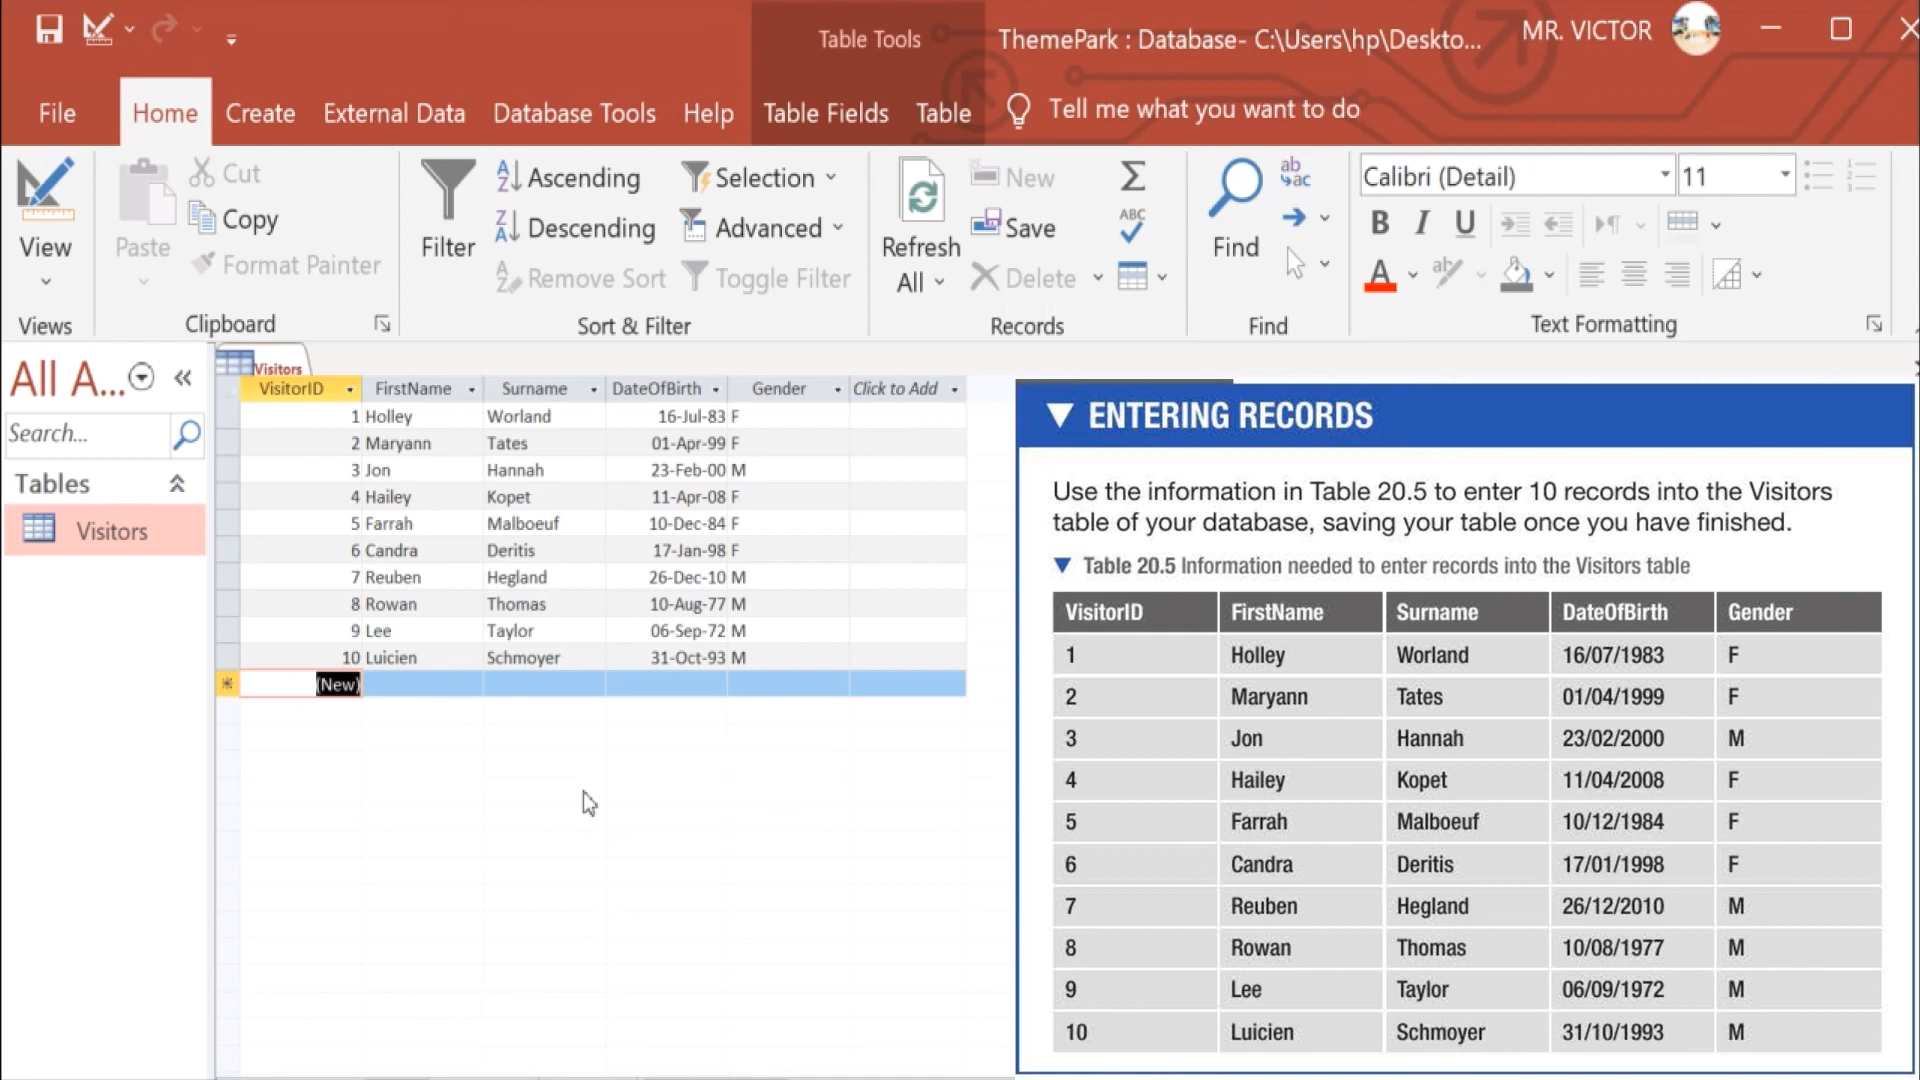 Table Tools
ThemePark : Database- C:\Users\hp\Deskto...
MR. VICTOR
File
Home
Create
External Data
Database Tools
Help
Table Fields
Table
Tell me what you want to do
View
Views
Paste
Cut
Copy
Format Painter
Clipboard
Filter
Ascending
Descending
Remove Sort
Selection
Advanced
Toggle Filter
Sort & Filter
Refresh
All
New
Save
Delete
Σ
ABC
Records
Find
ab
ac
Find
Calibri (Detail)
11
B I U
A
ab
Text Formatting
All A...
Search...
Tables
Visitors
Visitors
VisitorID FirstName Surname DateOfBirth Gender Click to Add
1 Holley Worland 16-Jul-83 F
2 Maryann Tates 01-Apr-99 F
3 Jon Hannah 23-Feb-00 M
4 Hailey Kopet 11-Apr-08 F
5 Farrah Malboeuf 10-Dec-84 F
6 Candra Deritis 17-Jan-98 F
7 Reuben Hegland 26-Dec-10 M
8 Rowan Thomas 10-Aug-77 M
9 Lee Taylor 06-Sep-72 M
10 Luicien Schmoyer 31-Oct-93 M
(New)
ENTERING RECORDS
Use the information in Table 20.5 to enter 10 records into the Visitors
table of your database, saving your table once you have finished.
Table 20.5 Information needed to enter records into the Visitors table
VisitorID FirstName Surname DateOfBirth Gender
1 Holley Worland 16/07/1983 F
2 Maryann Tates 01/04/1999 F
3 Jon Hannah 23/02/2000 M
4 Hailey Kopet 11/04/2008 F
5 Farrah Malboeuf 10/12/1984 F
6 Candra Deritis 17/01/1998 F
7 Reuben Hegland 26/12/2010 M
8 Rowan Thomas 10/08/1977 M
9 Lee Taylor 06/09/1972 M
10 Luicien Schmoyer 31/10/1993 M